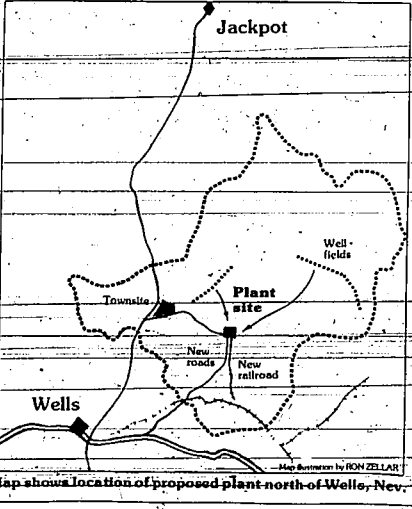 Jackpot
Well-
fields
Townsite
Plant
site
New
roads
New
railroad
Wells
Map illustration by RON ZELLAR
ap shows location of proposed plant north of Wells, Nev.